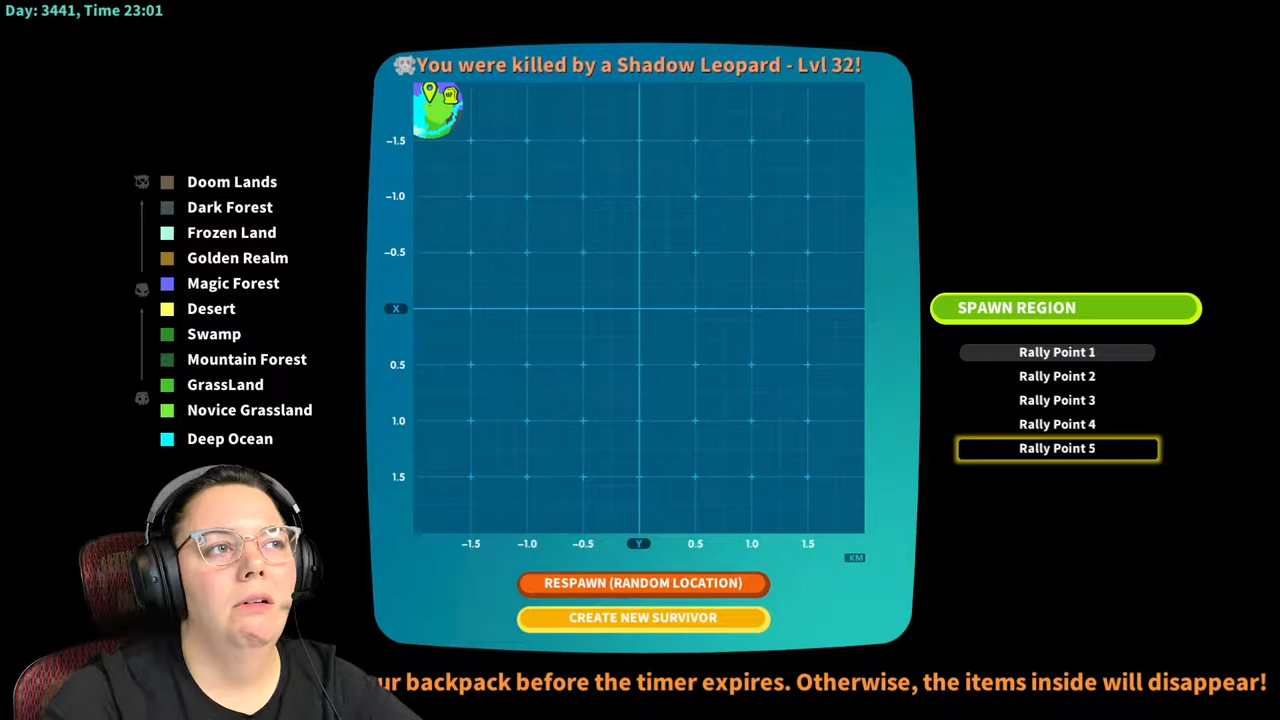 Day: 3441, Time 23:01
You were killed by a Shadow Leopard - Lvl 32!
-1.5
-1.0
-0.5
X
0.5
1.0
1.5
-1.5
-1.0
-0.5
Y
0.5
1.0
1.5
KM
Doom Lands
Dark Forest
Frozen Land
Golden Realm
Magic Forest
Desert
Swamp
Mountain Forest
GrassLand
Novice Grassland
Deep Ocean
SPAWN REGION
Rally Point 1
Rally Point 2
Rally Point 3
Rally Point 4
Rally Point 5
RESPAWN (RANDOM LOCATION)
CREATE NEW SURVIVOR
ur backpack before the timer expires. Otherwise, the items inside will disappear!